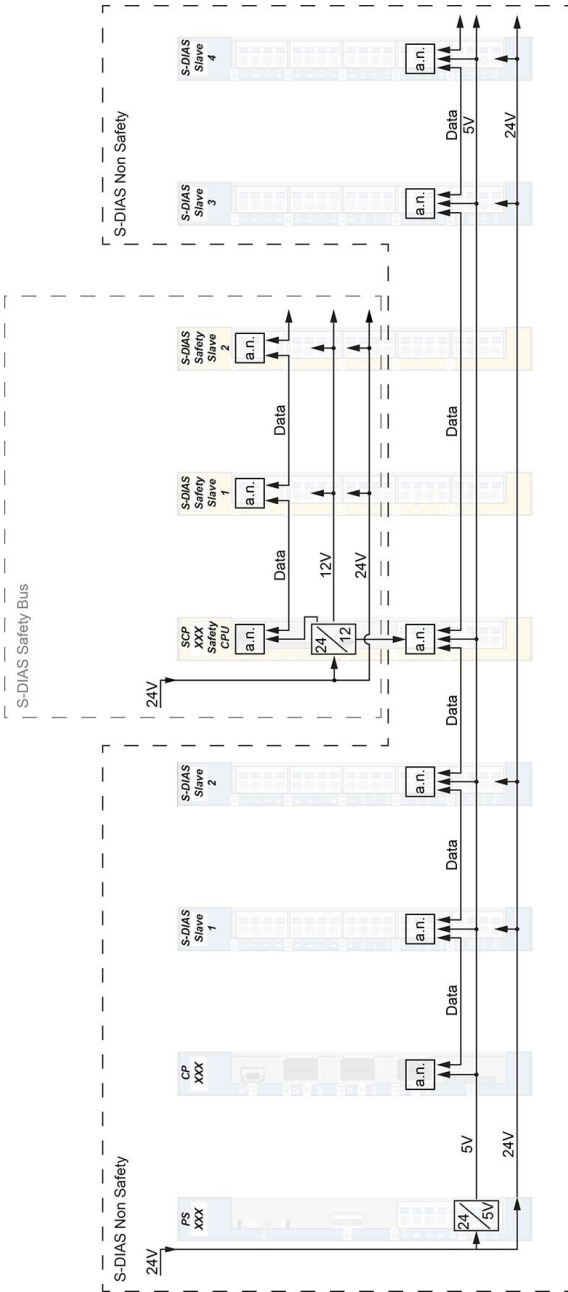 S-DIAS Safety Bus
S-DIAS Non Safety
S-DIAS Non Safety
24V
24V
PS
XXX
CP
XXX
S-DIAS
Slave
1
S-DIAS
Slave
2
SCP
XXX
Safety
CPU
S-DIAS
Safety
Slave
1
S-DIAS
Safety
Slave
2
S-DIAS
Slave
3
S-DIAS
Slave
4
a.n.
a.n.
a.n.
Data
Data
24
12
12V
24V
a.n.
a.n.
a.n.
a.n.
a.n.
a.n.
Data
Data
Data
Data
Data
24
5V
5V
5V
24V
24V